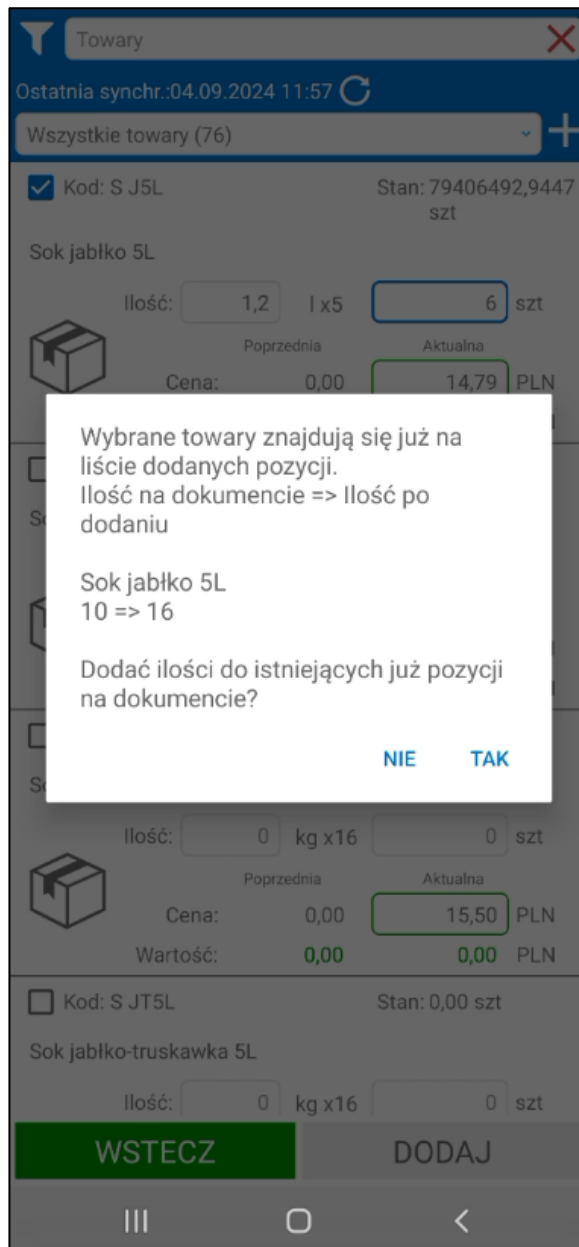 Towary
Ostatnia synchr.:04.09.2024 11:57
Wszystkie towary (76)
Kod: S J5L Stan: 79406492,9447
szt
Sok jabłko 5L
Ilość: 1,2 l x5 6 szt
Poprzednia Aktualna
Cena: 0,00 14,79 PLN
Wybrane towary znajdują się już na
liście dodanych pozycji.
Ilość na dokumencie => Ilość po
dodaniu
Sok jabłko 5L
10 => 16
Dodać ilości do istniejących już pozycji
na dokumencie?
NIE TAK
Ilość: 0 kg x16 0 szt
Poprzednia Aktualna
Cena: 0,00 15,50 PLN
Wartość: 0,00 0,00 PLN
Kod: S JT5L Stan: 0,00 szt
Sok jabłko-truskawka 5L
Ilość: 0 kg x16 0 szt
WSTECZ DODAJ